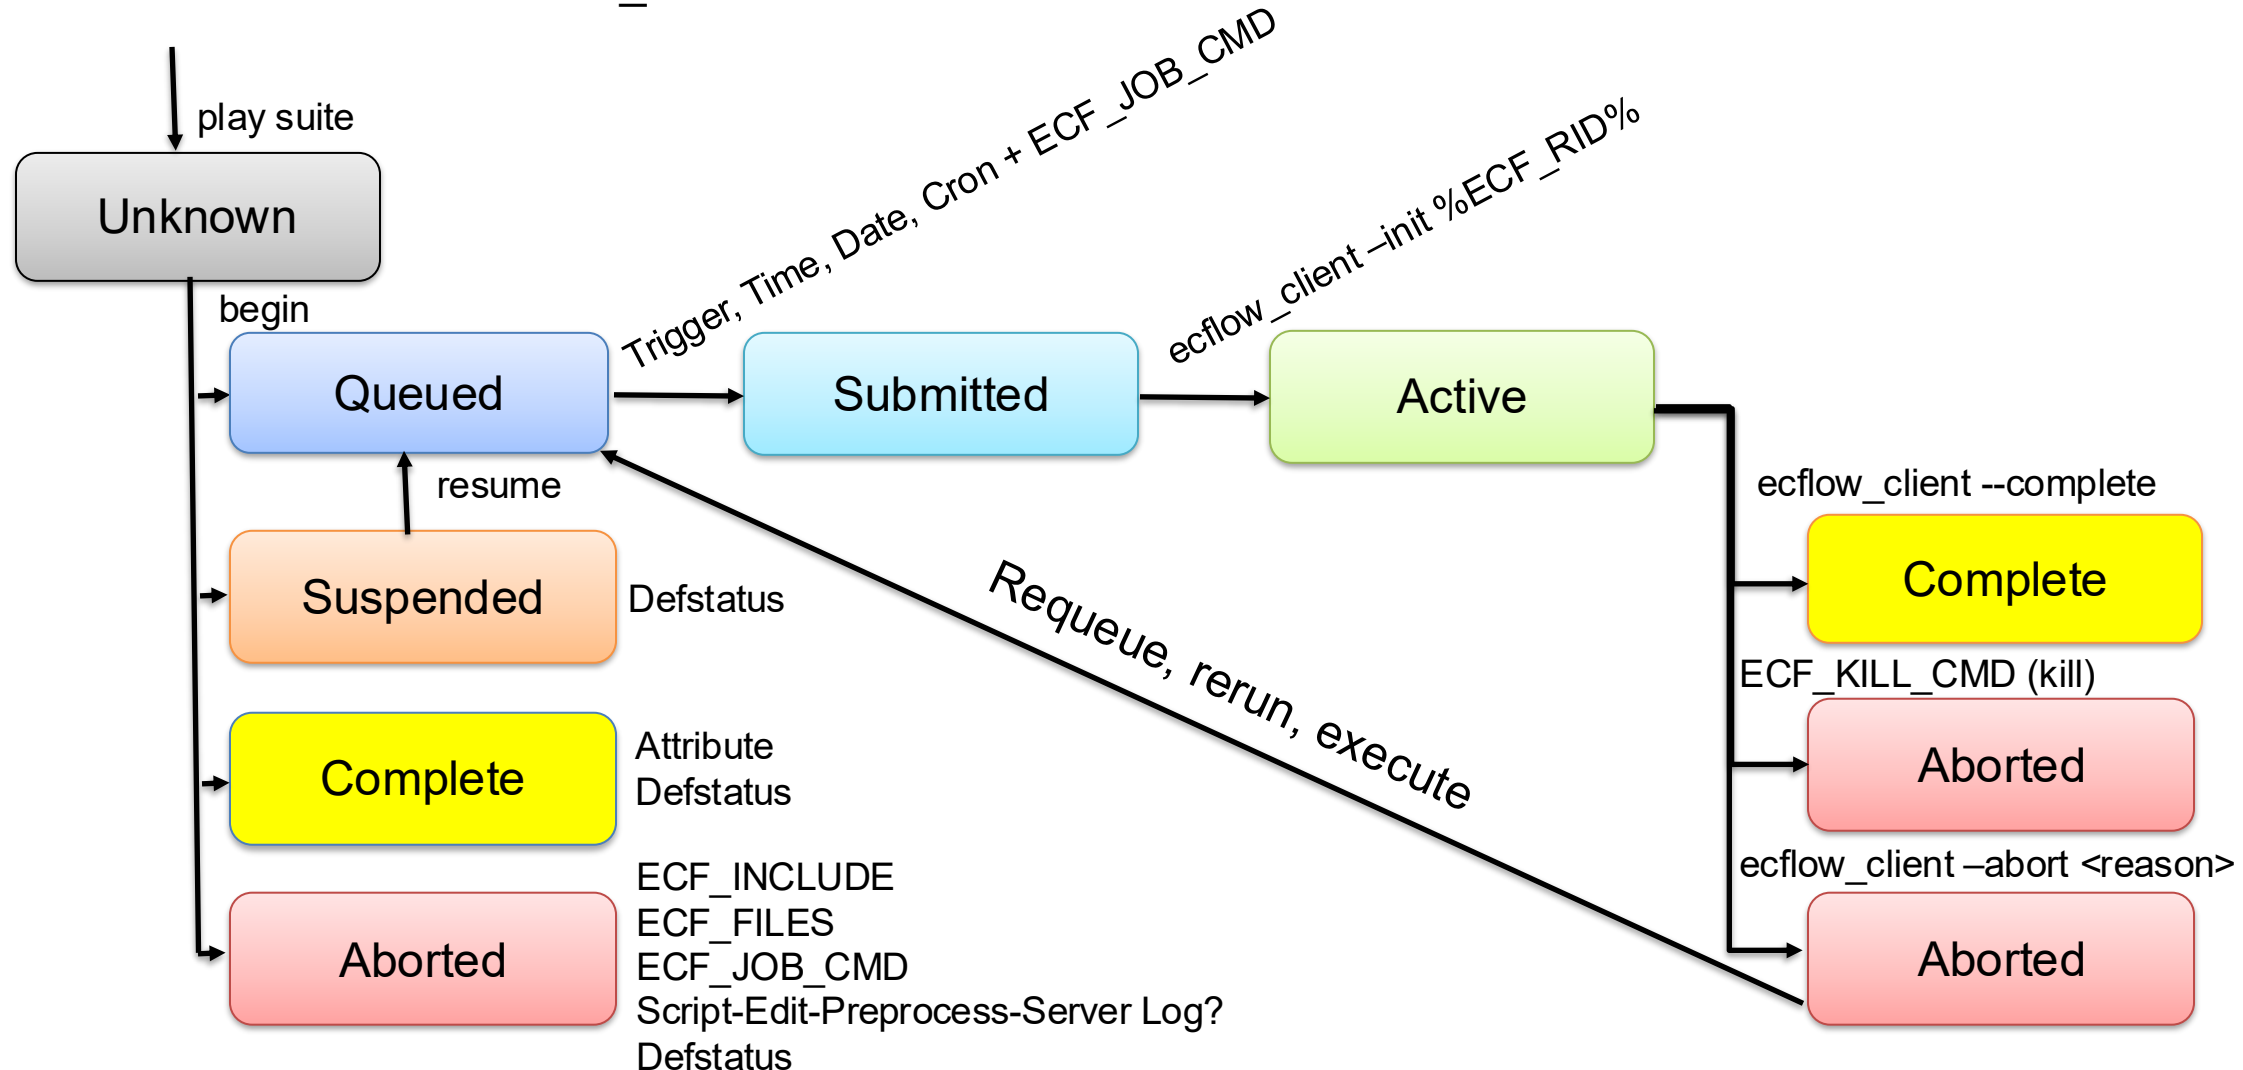 play suite
Unknown
begin
Trigger, Time, Date, Cron + ECF_JOB_CMD
ecflow_client –init %ECF_RID%
Queued
Submitted
Active
resume
ecflow_client --complete
Suspended
Defstatus
Complete
Requeue, rerun, execute
ECF_KILL_CMD (kill)
Complete
Attribute
Defstatus
Aborted
ecflow_client –abort <reason>
Aborted
ECF_INCLUDE
ECF_FILES
ECF_JOB_CMD
Script-Edit-Preprocess-Server Log?
Defstatus
Aborted